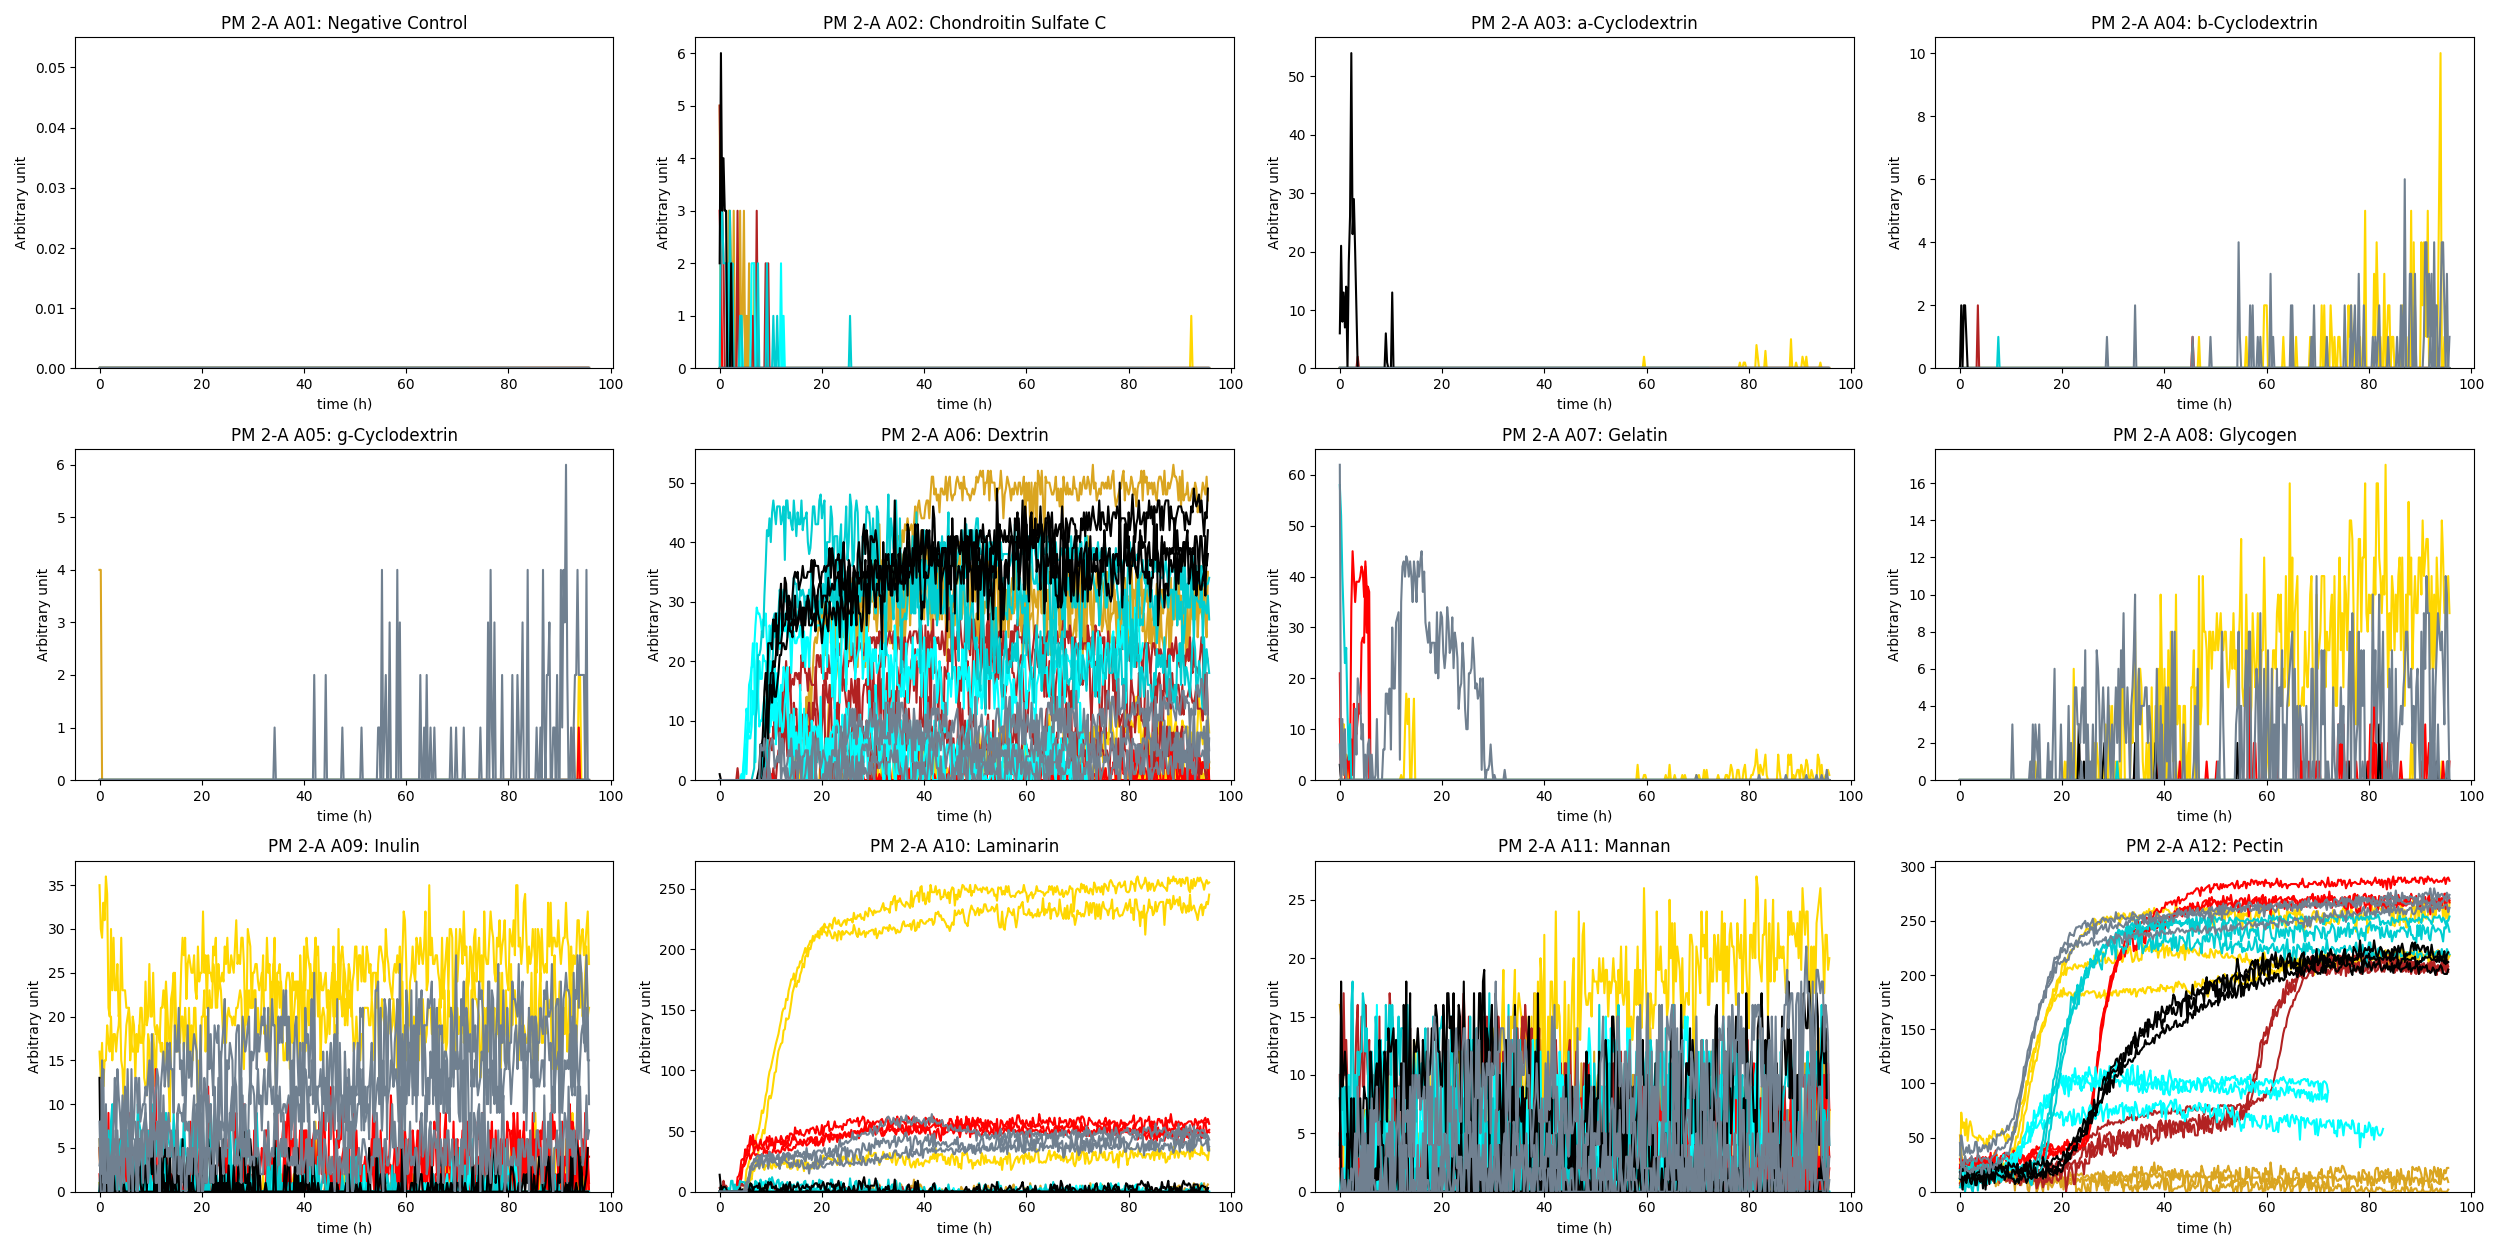 PM 2-A A01: Negative Control
Arbitrary unit
0.05
0.04
0.03
0.02
0.01
0.00
0 20 40 60 80 100
time (h)
PM 2-A A02: Chondroitin Sulfate C
Arbitrary unit
6
5
4
3
2
1
0
0 20 40 60 80 100
time (h)
PM 2-A A03: a-Cyclodextrin
Arbitrary unit
50
40
30
20
10
0
0 20 40 60 80 100
time (h)
PM 2-A A04: b-Cyclodextrin
Arbitrary unit
10
8
6
4
2
0
0 20 40 60 80 100
time (h)
PM 2-A A05: g-Cyclodextrin
Arbitrary unit
6
5
4
3
2
1
0
0 20 40 60 80 100
time (h)
PM 2-A A06: Dextrin
Arbitrary unit
50
40
30
20
10
0
0 20 40 60 80 100
time (h)
PM 2-A A07: Gelatin
Arbitrary unit
60
50
40
30
20
10
0
0 20 40 60 80 100
time (h)
PM 2-A A08: Glycogen
Arbitrary unit
16
14
12
10
8
6
4
2
0
0 20 40 60 80 100
time (h)
PM 2-A A09: Inulin
Arbitrary unit
35
30
25
20
15
10
5
0
0 20 40 60 80 100
time (h)
PM 2-A A10: Laminarin
Arbitrary unit
250
200
150
100
50
0
0 20 40 60 80 100
time (h)
PM 2-A A11: Mannan
Arbitrary unit
25
20
15
10
5
0
0 20 40 60 80 100
time (h)
PM 2-A A12: Pectin
Arbitrary unit
300
250
200
150
100
50
0
0 20 40 60 80 100
time (h)